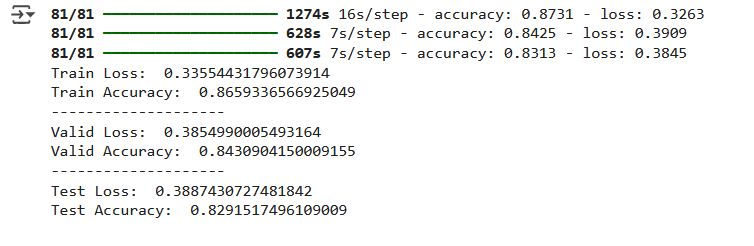 81/81 ━━━━━━━━━━━━━━━━━━━━ 1274s 16s/step - accuracy: 0.8731 - loss: 0.3263
81/81 ━━━━━━━━━━━━━━━━━━━━ 628s 7s/step - accuracy: 0.8425 - loss: 0.3909
81/81 ━━━━━━━━━━━━━━━━━━━━ 607s 7s/step - accuracy: 0.8313 - loss: 0.3845
Train Loss:  0.33554431796073914
Train Accuracy:  0.8659336566925049
--------------------
Valid Loss:  0.3854990005493164
Valid Accuracy:  0.8430904150009155
--------------------
Test Loss:  0.3887430727481842
Test Accuracy:  0.8291517496109009